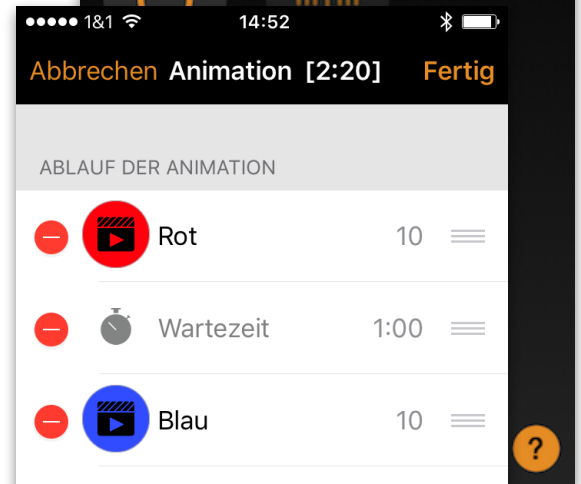 1&1 14:52
Abbrechen Animation [2:20] Fertig
ABLAUF DER ANIMATION
Rot 10
Wartezeit 1:00
Blau 10
?